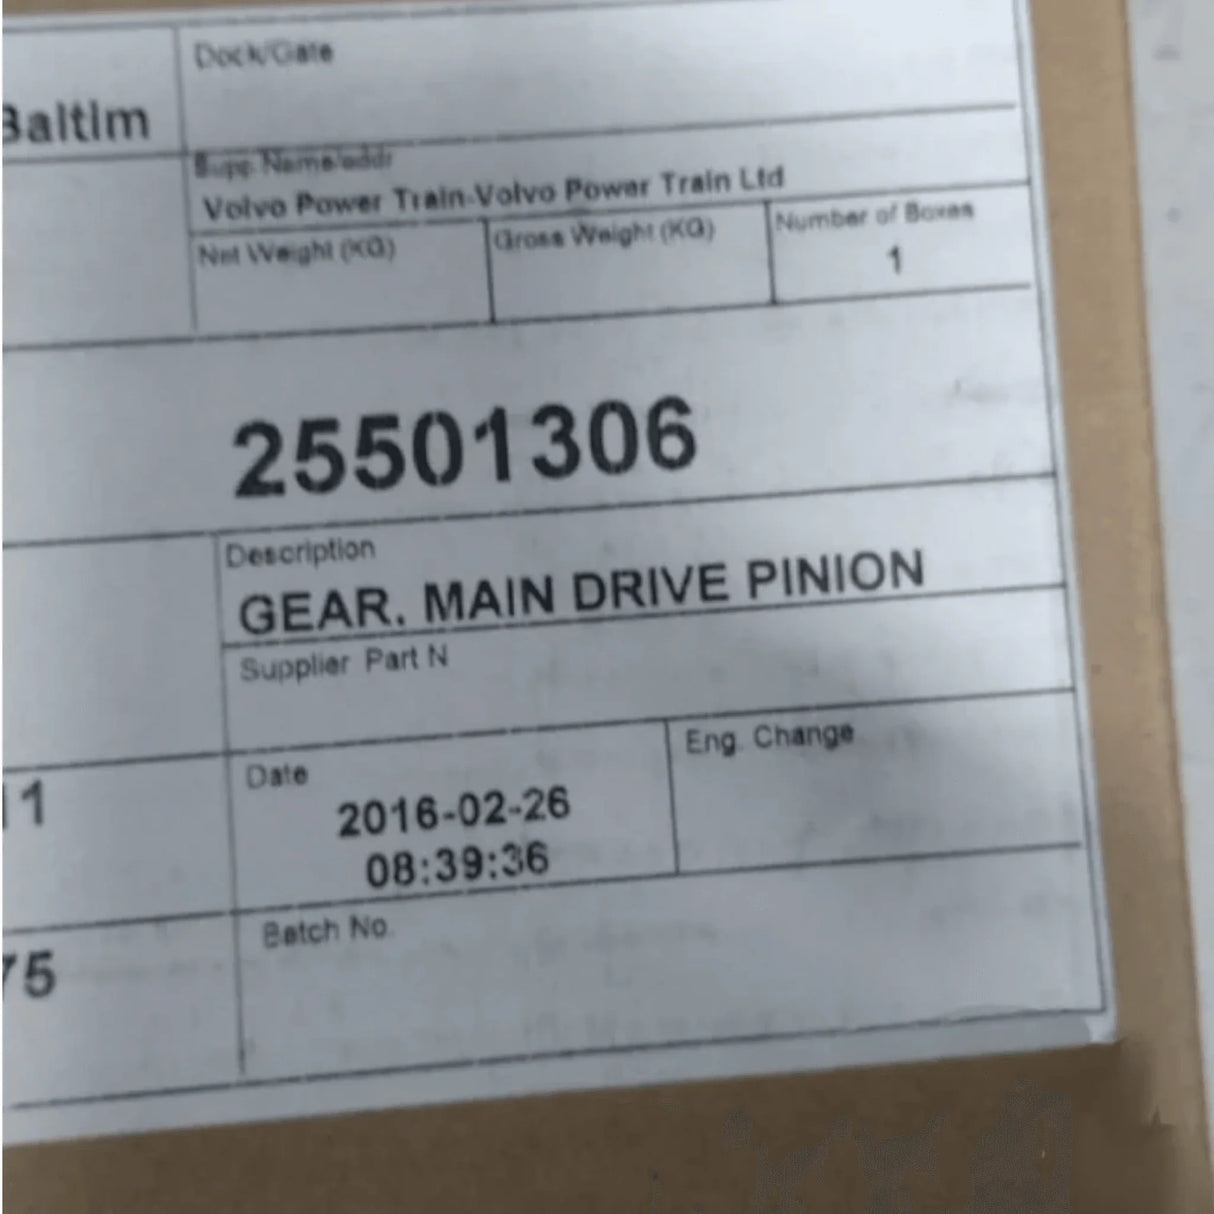 Dock/Gate
Baltim
Supp Name/addr
Volvo Power Train-Volvo Power Train Ltd
Net Weight (KG)
Gross Weight (KG)
Number of Boxes
1
25501306
Description
GEAR. MAIN DRIVE PINION
Supplier Part N
Date
Eng. Change
11
2016-02-26
08:39:36
Batch No.
75